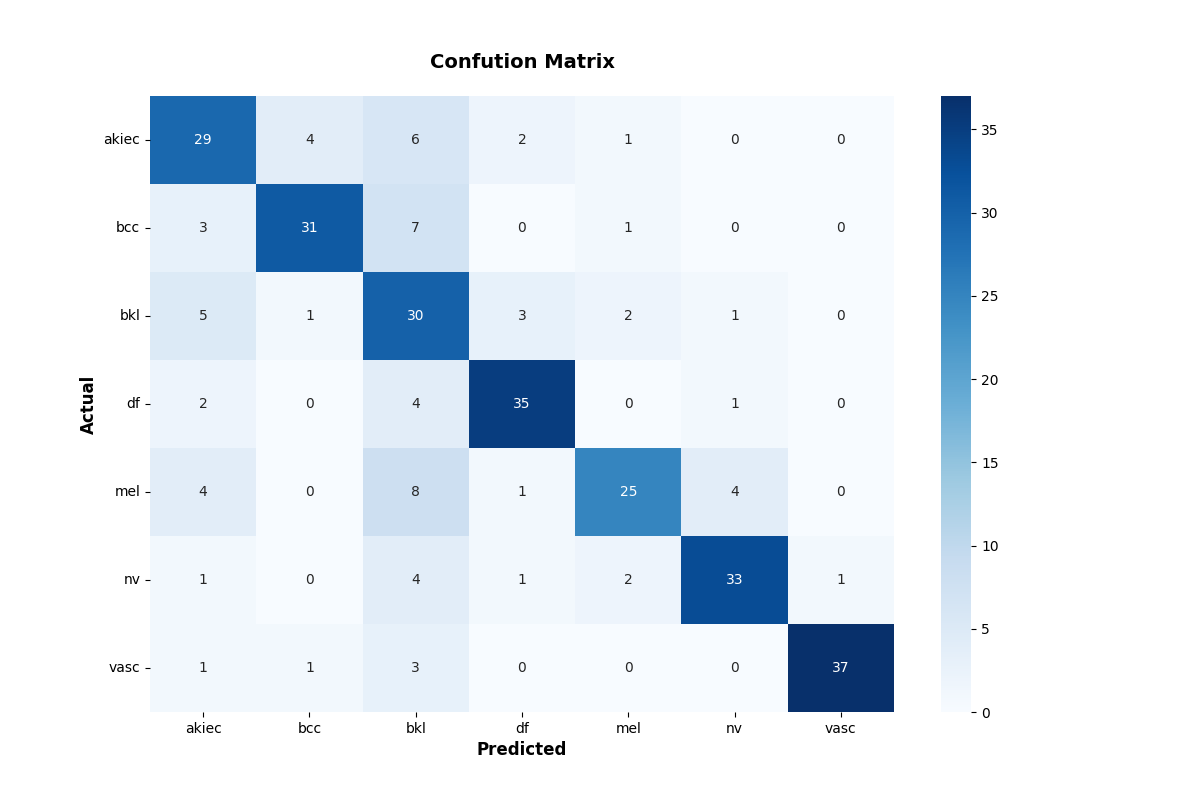 Confution Matrix
akiec 29 4 6 2 1 0 0
bcc 3 31 7 0 1 0 0
bkl 5 1 30 3 2 1 0
df 2 0 4 35 0 1 0
mel 4 0 8 1 25 4 0
nv 1 0 4 1 2 33 1
vasc 1 1 3 0 0 0 37
akiec bcc bkl df mel nv vasc
Predicted
Actual
35
30
25
20
15
10
5
0